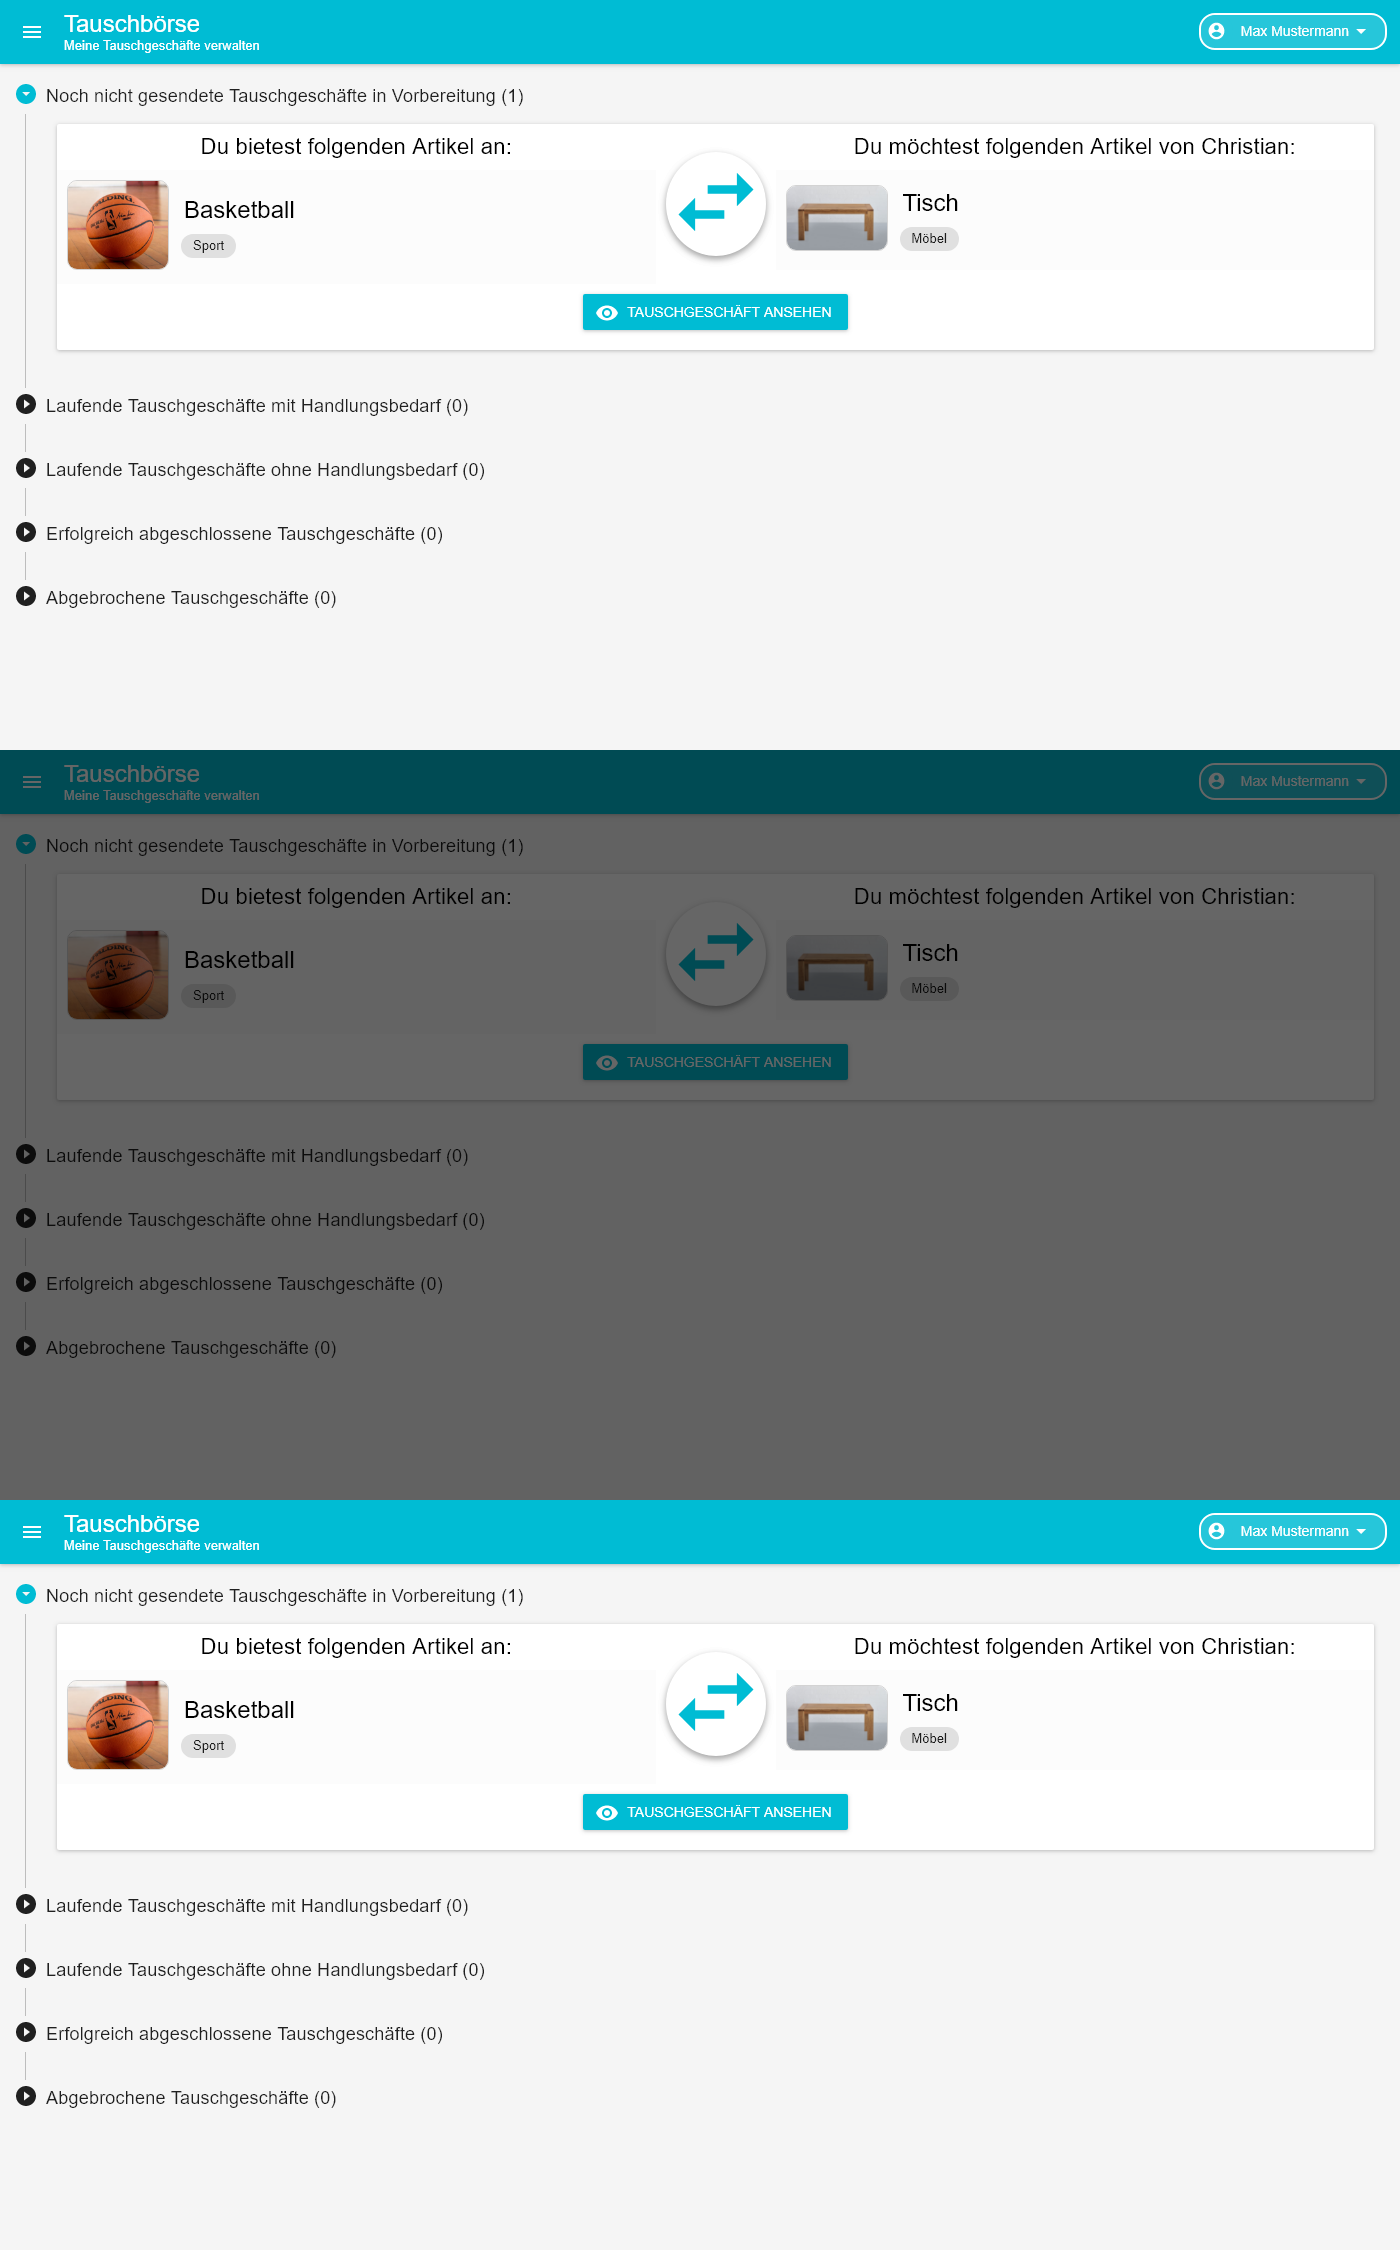 Tauschbörse
Meine Tauschgeschäfte verwalten
Max Mustermann
Noch nicht gesendete Tauschgeschäfte in Vorbereitung (1)
Du bietest folgenden Artikel an:
Du möchtest folgenden Artikel von Christian:
SPALDING
Basketball
Sport
Tisch
Möbel
TAUSCHGESCHÄFT ANSEHEN
Laufende Tauschgeschäfte mit Handlungsbedarf (0)
Laufende Tauschgeschäfte ohne Handlungsbedarf (0)
Erfolgreich abgeschlossene Tauschgeschäfte (0)
Abgebrochene Tauschgeschäfte (0)
Tauschbörse
Meine Tauschgeschäfte verwalten
Max Mustermann
Noch nicht gesendete Tauschgeschäfte in Vorbereitung (1)
Du bietest folgenden Artikel an:
Du möchtest folgenden Artikel von Christian:
SPALDING
Basketball
Sport
Tisch
Möbel
TAUSCHGESCHÄFT ANSEHEN
Laufende Tauschgeschäfte mit Handlungsbedarf (0)
Laufende Tauschgeschäfte ohne Handlungsbedarf (0)
Erfolgreich abgeschlossene Tauschgeschäfte (0)
Abgebrochene Tauschgeschäfte (0)
Tauschbörse
Meine Tauschgeschäfte verwalten
Max Mustermann
Noch nicht gesendete Tauschgeschäfte in Vorbereitung (1)
Du bietest folgenden Artikel an:
Du möchtest folgenden Artikel von Christian:
SPALDING
Basketball
Sport
Tisch
Möbel
TAUSCHGESCHÄFT ANSEHEN
Laufende Tauschgeschäfte mit Handlungsbedarf (0)
Laufende Tauschgeschäfte ohne Handlungsbedarf (0)
Erfolgreich abgeschlossene Tauschgeschäfte (0)
Abgebrochene Tauschgeschäfte (0)